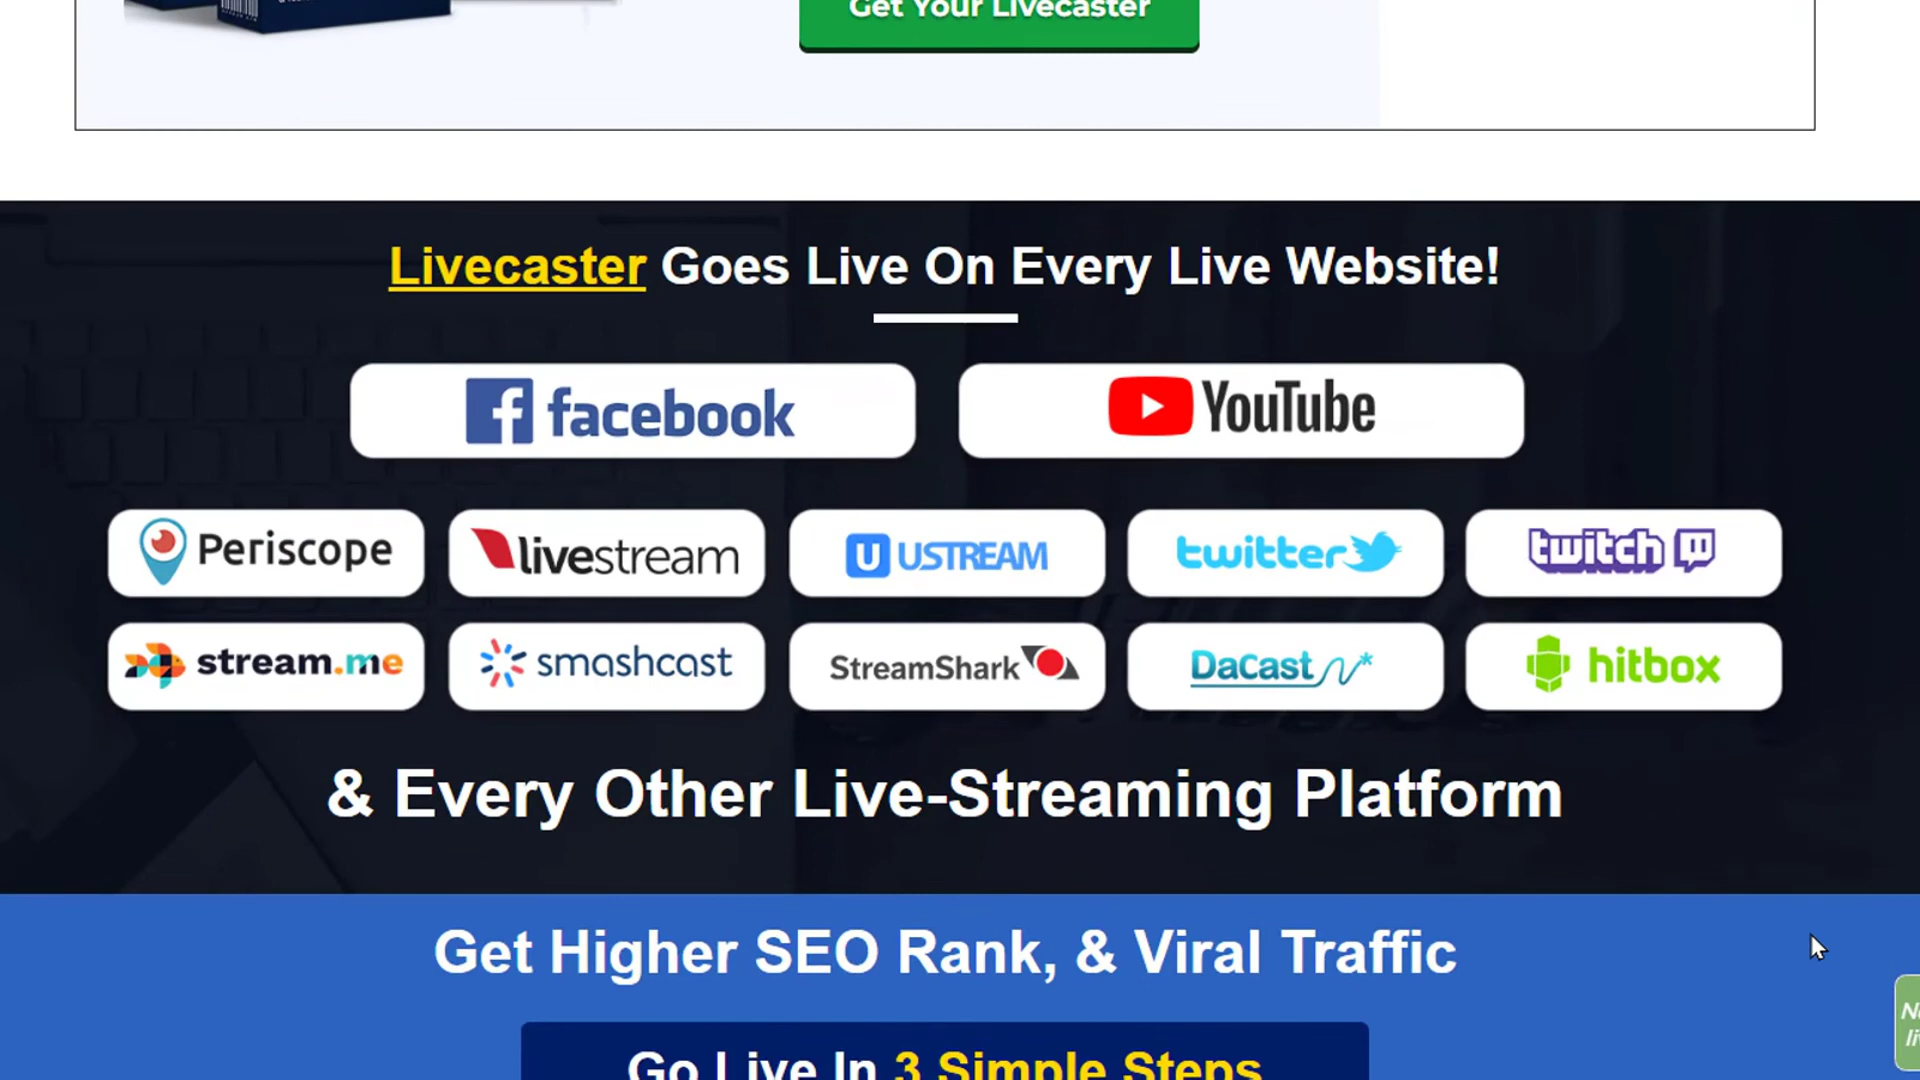 Get Your Livecaster
Livecaster Goes Live On Every Live Website!
facebook
YouTube
Periscope
livestream
U USTREAM
twitter
twitch
stream.me
smashcast
StreamShark
DaCast
hitbox
& Every Other Live-Streaming Platform
Get Higher SEO Rank, & Viral Traffic
Go Live In 3 Simple Steps